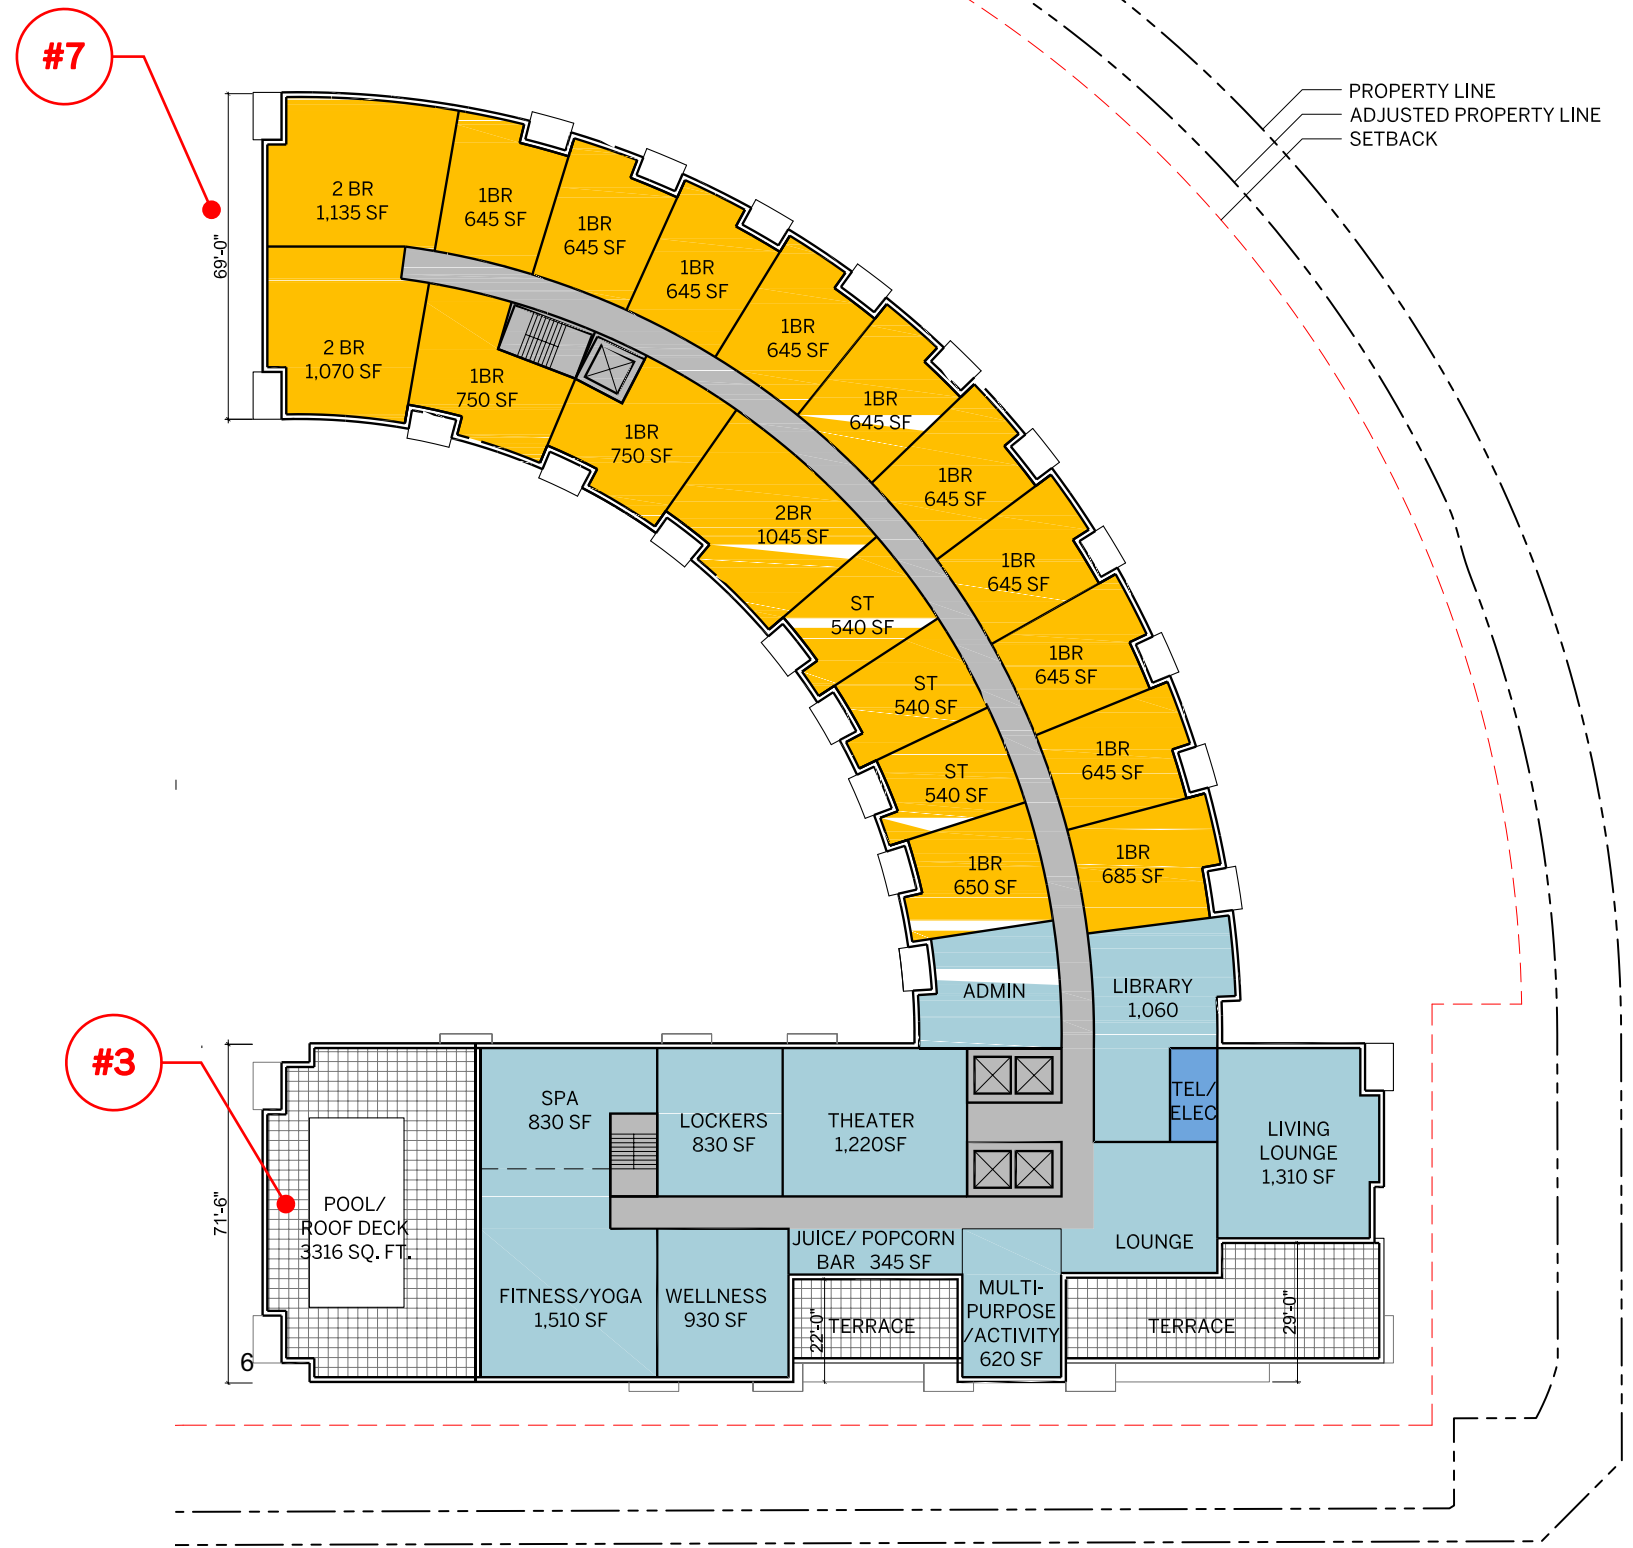 #7
PROPERTY LINE
ADJUSTED PROPERTY LINE
SETBACK
2 BR
1,135 SF
1BR
645 SF
1BR
645 SF
1BR
645 SF
1BR
645 SF
1BR
645 SF
1BR
645 SF
1BR
645 SF
1BR
645 SF
1BR
645 SF
1BR
685 SF
69'-0"
2 BR
1,070 SF
1BR
750 SF
1BR
750 SF
2BR
1045 SF
ST
540 SF
ST
540 SF
ST
540 SF
1BR
650 SF
ADMIN
LIBRARY
1,060
#3
SPA
830 SF
LOCKERS
830 SF
THEATER
1,220SF
TEL/
ELEC
LIVING
LOUNGE
1,310 SF
71'-6"
POOL/
ROOF DECK
3316 SQ. FT.
JUICE/ POPCORN
BAR 345 SF
LOUNGE
FITNESS/YOGA
1,510 SF
WELLNESS
930 SF
22'-0"
TERRACE
MULTI-
PURPOSE
/ACTIVITY
620 SF
TERRACE
29'-0"
6